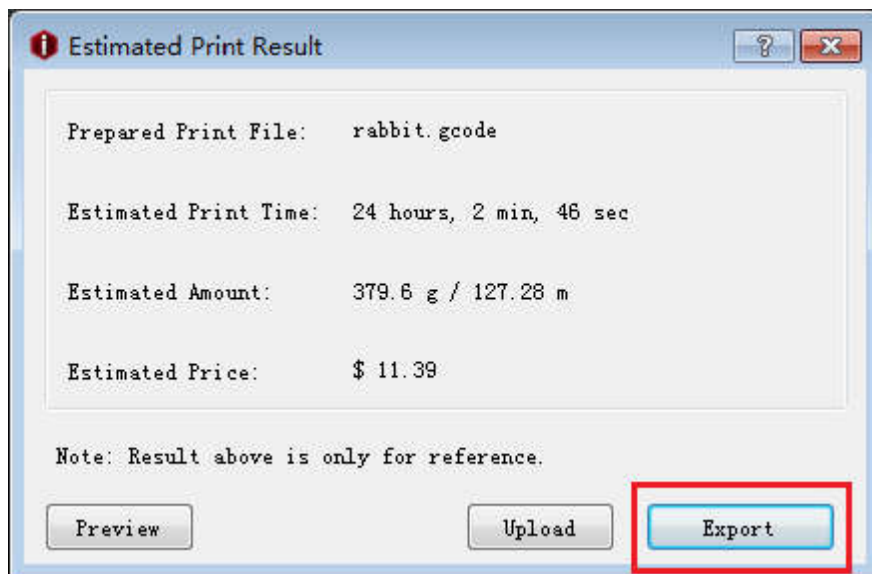 Estimated Print Result
Prepared Print File: rabbit.gcode
Estimated Print Time: 24 hours, 2 min, 46 sec
Estimated Amount: 379.6 g / 127.28 m
Estimated Price: $ 11.39
Note: Result above is only for reference.
Preview Upload Export